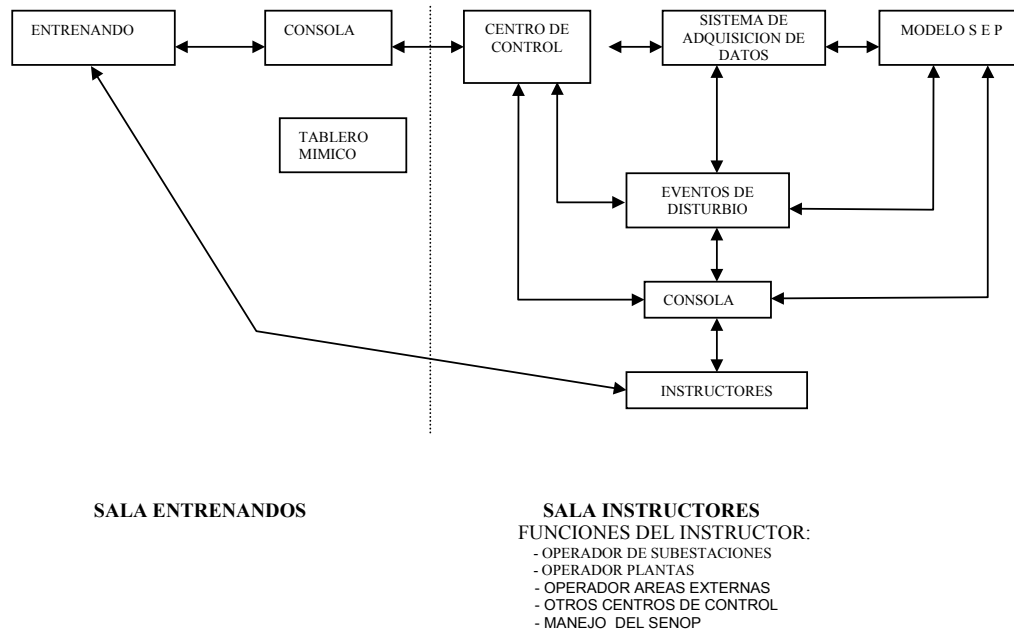 ENTRENANDO
CONSOLA
CENTRO DE
CONTROL
SISTEMA DE
ADQUISICION DE
DATOS
MODELO S E P
TABLERO
MIMICO
EVENTOS DE
DISTURBIO
CONSOLA
INSTRUCTORES
SALA ENTRENANDOS
SALA INSTRUCTORES
FUNCIONES DEL INSTRUCTOR:
- OPERADOR DE SUBESTACIONES
- OPERADOR PLANTAS
- OPERADOR AREAS EXTERNAS
- OTROS CENTROS DE CONTROL
- MANEJO DEL SENOP